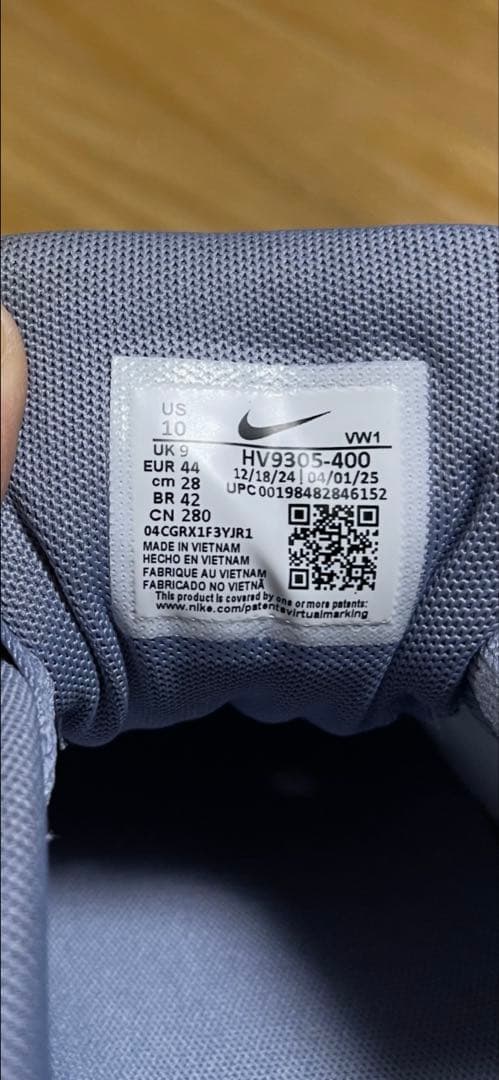 US
10
VW1
UK 9
HV9305-400
EUR 44
12/18/24 | 04/01/25
cm 28
UPC 00198482846152
BR 42
CN 280
04CGRX1F3YJR1
MADE IN VIETNAM
HECHO EN VIETNAM
FABRIQUE AU VIETNAM
FABRICADO NO VIETNÃ
This product is covered by one or more patents:
www.nike.com/patentsvirtualmarking